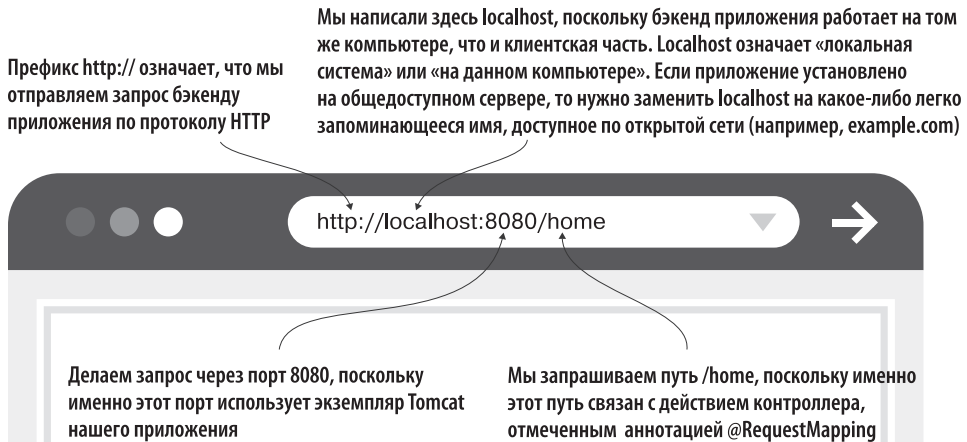 Префикс http:// означает, что мы
отправляем запрос бэкенду
приложения по протоколу HTTP
Мы написали здесь localhost, поскольку бэкенд приложения работает на том
же компьютере, что и клиентская часть. Localhost означает «локальная
система» или «на данном компьютере». Если приложение установлено
на общедоступном сервере, то нужно заменить localhost на какое-либо легко
запоминающееся имя, доступное по открытой сети (например, example.com)
http://localhost:8080/home
Делаем запрос через порт 8080, поскольку
именно этот порт использует экземпляр Tomcat
нашего приложения
Мы запрашиваем путь /home, поскольку именно
этот путь связан с действием контроллера,
отмеченным аннотацией @RequestMapping